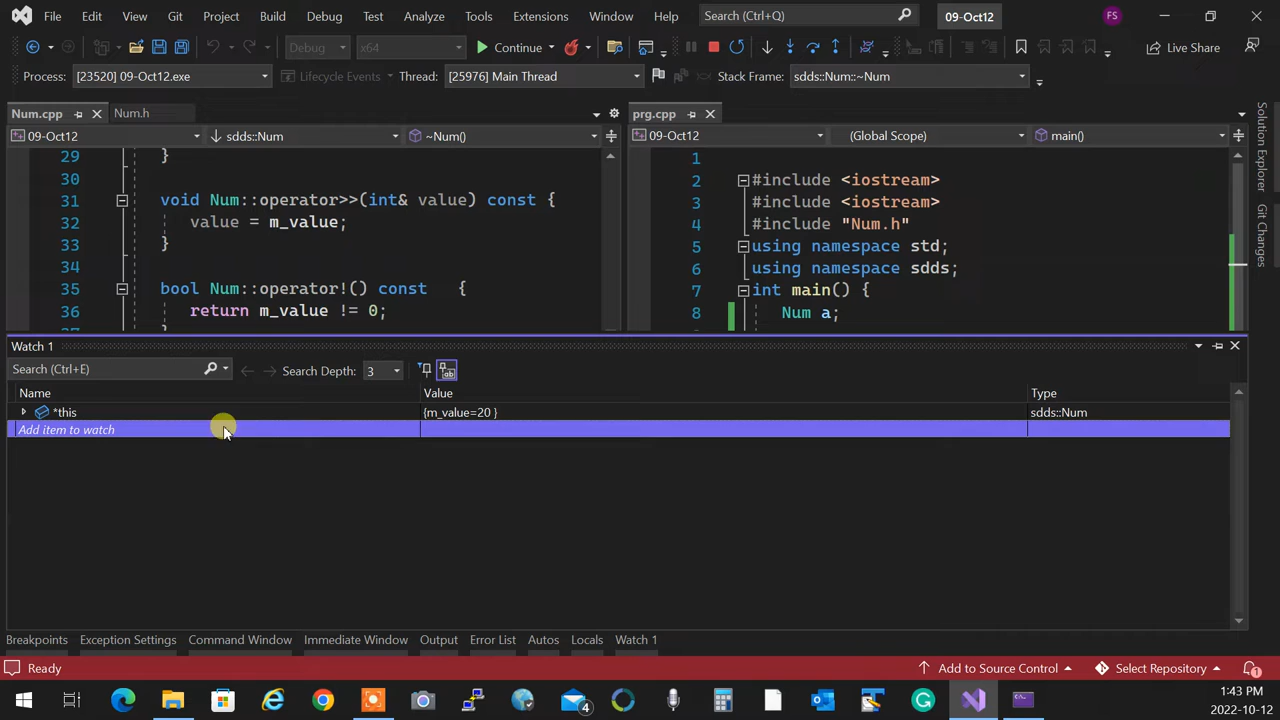 File Edit View Git Project Build Debug Test Analyze Tools Extensions Window Help Search (Ctrl+Q) 09-Oct12 FS
Debug x64 Continue Live Share
Process: [23520] 09-Oct12.exe Lifecycle Events Thread: [25976] Main Thread Stack Frame: sdds::Num::~Num
Num.cpp Num.h
09-Oct12 sdds::Num ~Num()
29 }
30
31 void Num::operator>>(int& value) const {
32 value = m_value;
33 }
34
35 bool Num::operator!() const {
36 return m_value != 0;
37 }
prg.cpp
09-Oct12 (Global Scope) main()
1
2 #include <iostream>
3 #include <iostream>
4 #include "Num.h"
5 using namespace std;
6 using namespace sdds;
7 int main() {
8 Num a;
Solution Explorer
Git Changes
Watch 1
Search (Ctrl+E) Search Depth: 3
Name Value Type
*this {m_value=20 } sdds::Num
Add item to watch
Breakpoints Exception Settings Command Window Immediate Window Output Error List Autos Locals Watch 1
Ready Add to Source Control Select Repository 1
4
1:43 PM
2022-10-12